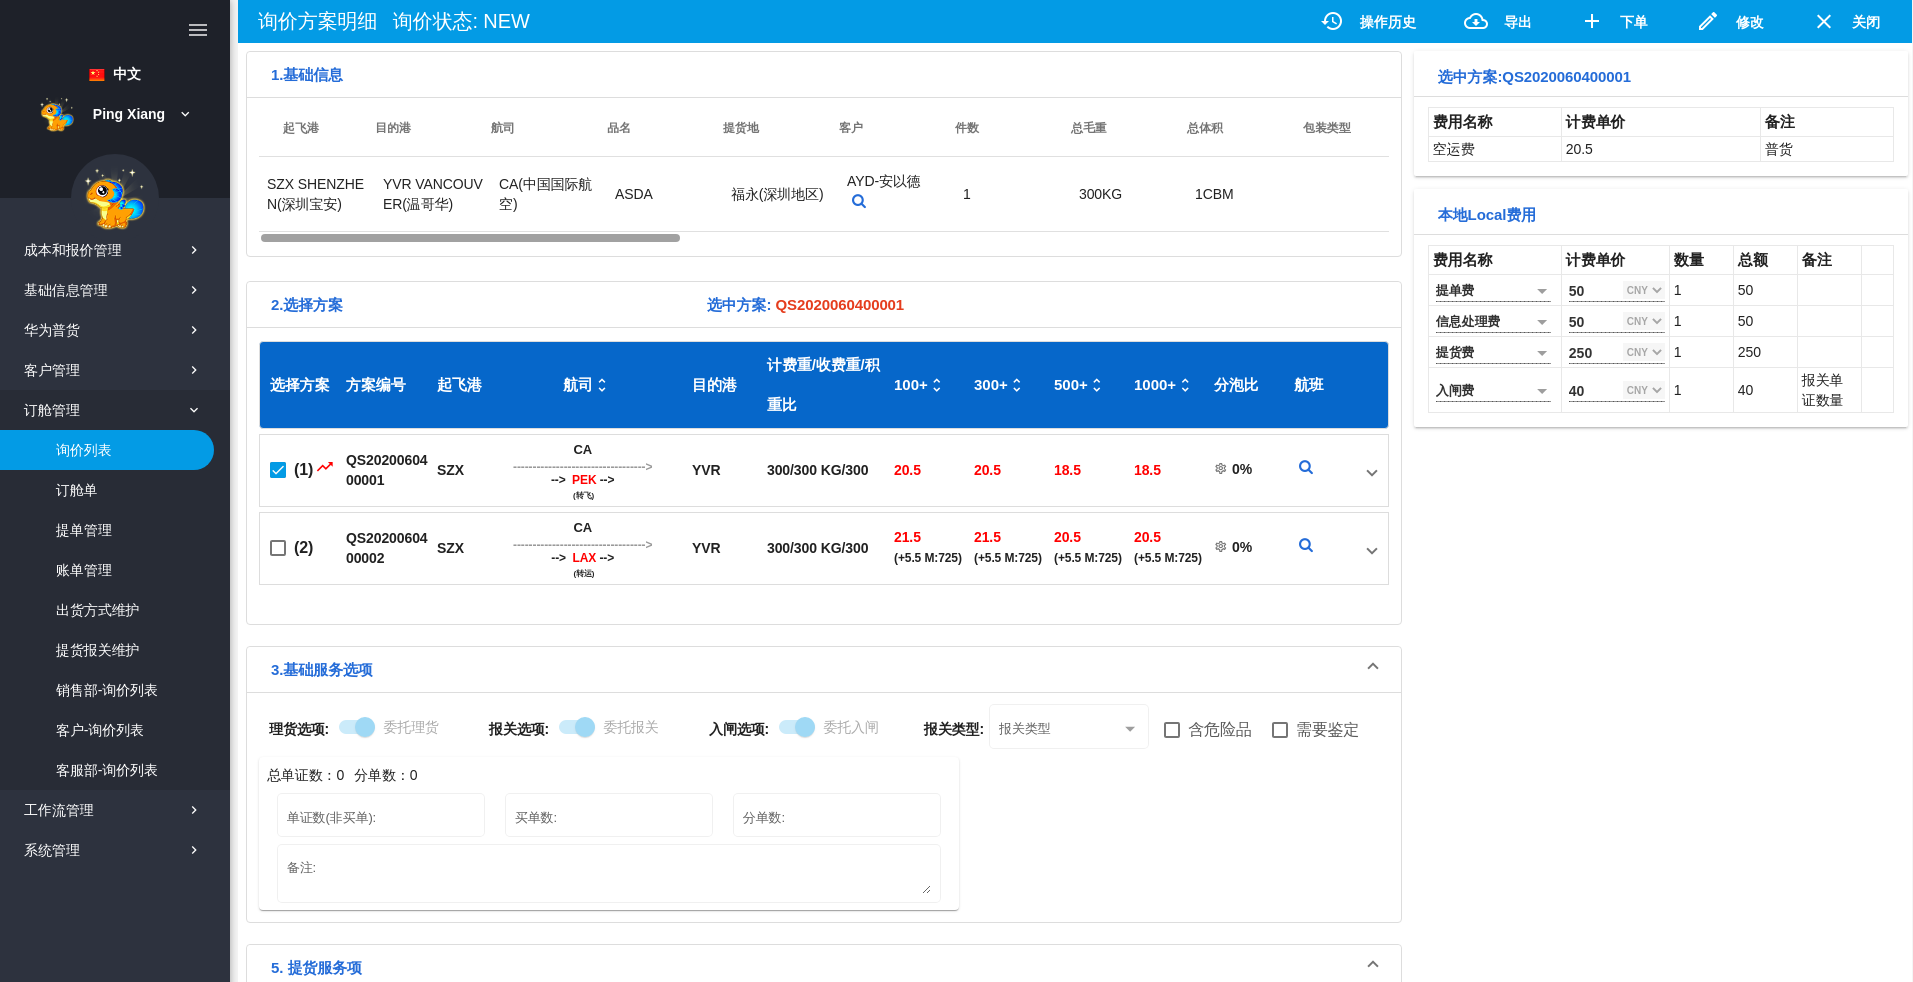 询价方案明细 询价状态: NEW
操作历史 导出 下单 修改 关闭
中文
Ping Xiang
成本和报价管理
基础信息管理
华为普货
客户管理
订舱管理
询价列表
订舱单
提单管理
账单管理
出货方式维护
提货报关维护
销售部-询价列表
客户-询价列表
客服部-询价列表
工作流管理
系统管理
1.基础信息
起飞港 目的港 航司 品名 提货地 客户 件数 总毛重 总体积 包装类型
SZX SHENZHE YVR VANCOUV CA(中国国际航 ASDA 福永(深圳地区) AYD-安以德 1 300KG 1CBM
N(深圳宝安) ER(温哥华) 空)
2.选择方案 选中方案: QS2020060400001
选择方案 方案编号 起飞港 航司 目的港 计费重/收费重/积 100+ 300+ 500+ 1000+ 分泡比 航班
重比
(1) QS20200604 SZX CA YVR 300/300 KG/300 20.5 20.5 18.5 18.5 0%
00001 ---------------------------------->
--> PEK -->
(转飞)
(2) QS20200604 SZX CA YVR 300/300 KG/300 21.5 21.5 20.5 20.5 0%
00002 ----------------------------------> (+5.5 M:725) (+5.5 M:725) (+5.5 M:725) (+5.5 M:725)
--> LAX -->
(转运)
3.基础服务选项
理货选项: 委托理货 报关选项: 委托报关 入闸选项: 委托入闸 报关类型: 报关类型 含危险品 需要鉴定
总单证数：0 分单数：0
单证数(非买单): 买单数: 分单数:
备注:
5. 提货服务项
选中方案:QS2020060400001
费用名称 计费单价 备注
空运费 20.5 普货
本地Local费用
费用名称 计费单价 数量 总额 备注
提单费 50 CNY 1 50
信息处理费 50 CNY 1 50
提货费 250 CNY 1 250
入闸费 40 CNY 1 40 报关单
证数量